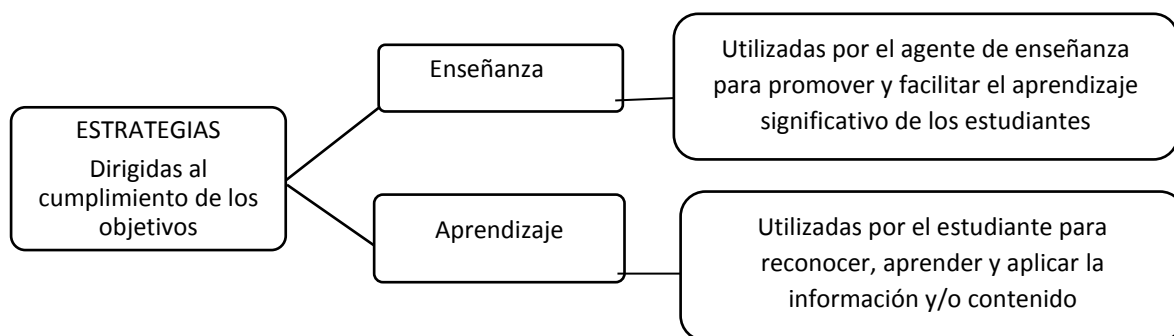 ESTRATEGIAS
Dirigidas al
cumplimiento de los
objetivos
Enseñanza
Utilizadas por el agente de enseñanza
para promover y facilitar el aprendizaje
significativo de los estudiantes
Aprendizaje
Utilizadas por el estudiante para
reconocer, aprender y aplicar la
información y/o contenido